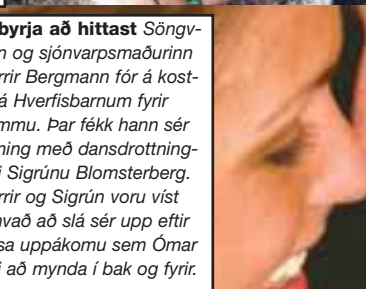 byrja að hittast Söngv-
n og sjónvarpsmaðurinn
rrir Bergmann fór á kost-
á Hverfisbarnum fyrir
mmu. Þar fékk hann sér
ning með dansdrottning-
i Sigrúnu Blomsterberg.
rrir og Sigrún voru víst
hvað að slá sér upp eftir
sa uppákomu sem Ómar
i að mynda í bak og fyrir.